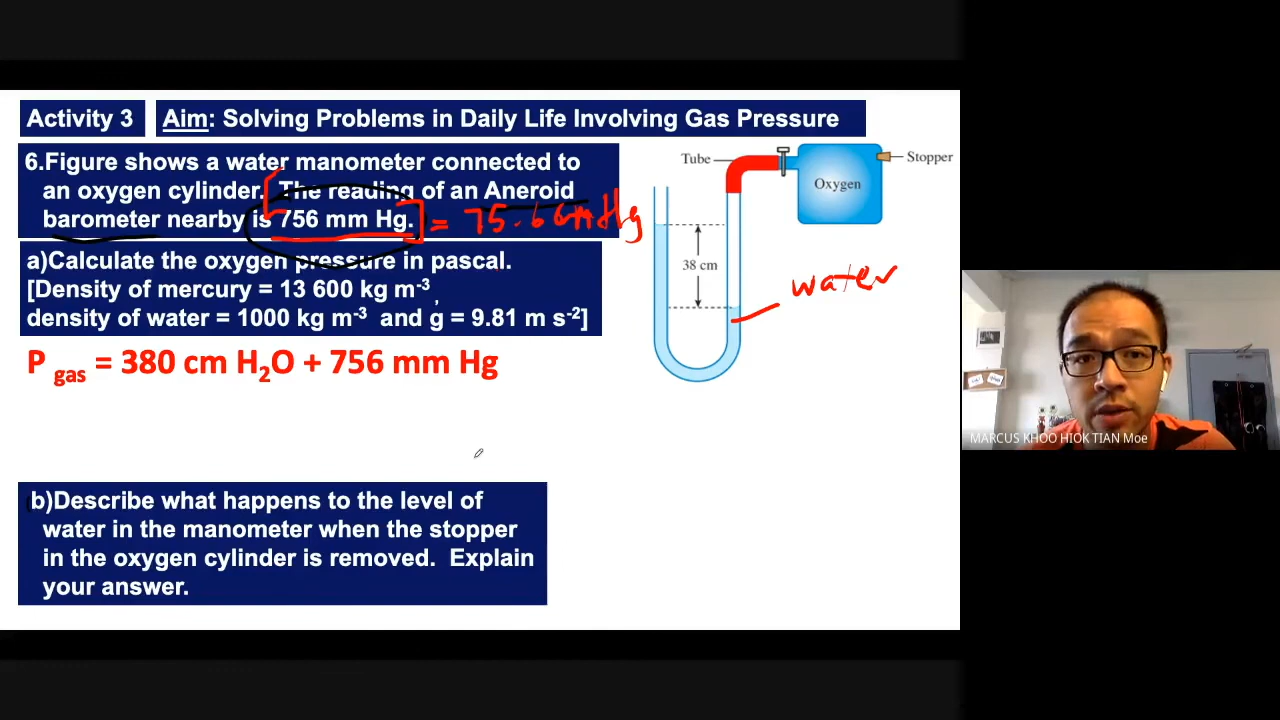 Activity 3
Aim: Solving Problems in Daily Life Involving Gas Pressure
6.Figure shows a water manometer connected to
an oxygen cylinder. The reading of an Aneroid
barometer nearby is 756 mm Hg. = 75.6 cm Hg
a)Calculate the oxygen pressure in pascal.
[Density of mercury = 13 600 kg m-3,
density of water = 1000 kg m-3 and g = 9.81 m s-2]
P gas = 380 cm H2O + 756 mm Hg
b)Describe what happens to the level of
water in the manometer when the stopper
in the oxygen cylinder is removed. Explain
your answer.
Tube
Stopper
Oxygen
38 cm
water
MARCUS KHOO HIOK TIAN Moe